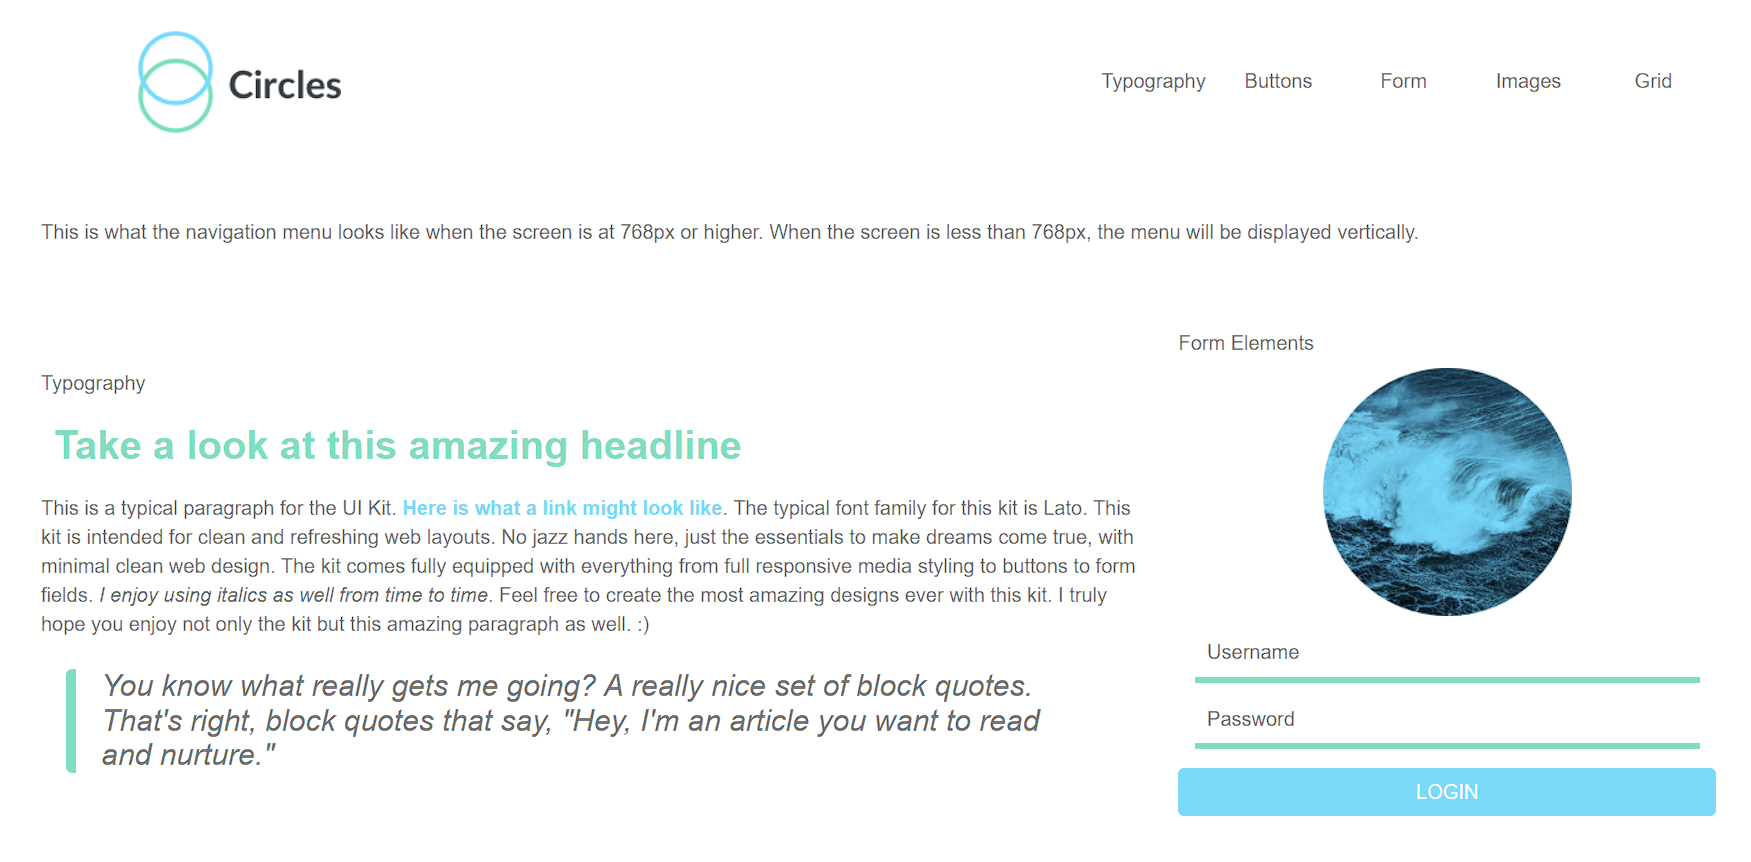 Circles
Typography Buttons Form Images Grid
This is what the navigation menu looks like when the screen is at 768px or higher. When the screen is less than 768px, the menu will be displayed vertically.
Typography
Take a look at this amazing headline
This is a typical paragraph for the UI Kit. Here is what a link might look like. The typical font family for this kit is Lato. This
kit is intended for clean and refreshing web layouts. No jazz hands here, just the essentials to make dreams come true, with
minimal clean web design. The kit comes fully equipped with everything from full responsive media styling to buttons to form
fields. I enjoy using italics as well from time to time. Feel free to create the most amazing designs ever with this kit. I truly
hope you enjoy not only the kit but this amazing paragraph as well. :)
You know what really gets me going? A really nice set of block quotes.
That's right, block quotes that say, "Hey, I'm an article you want to read
and nurture."
Form Elements
Username
Password
LOGIN